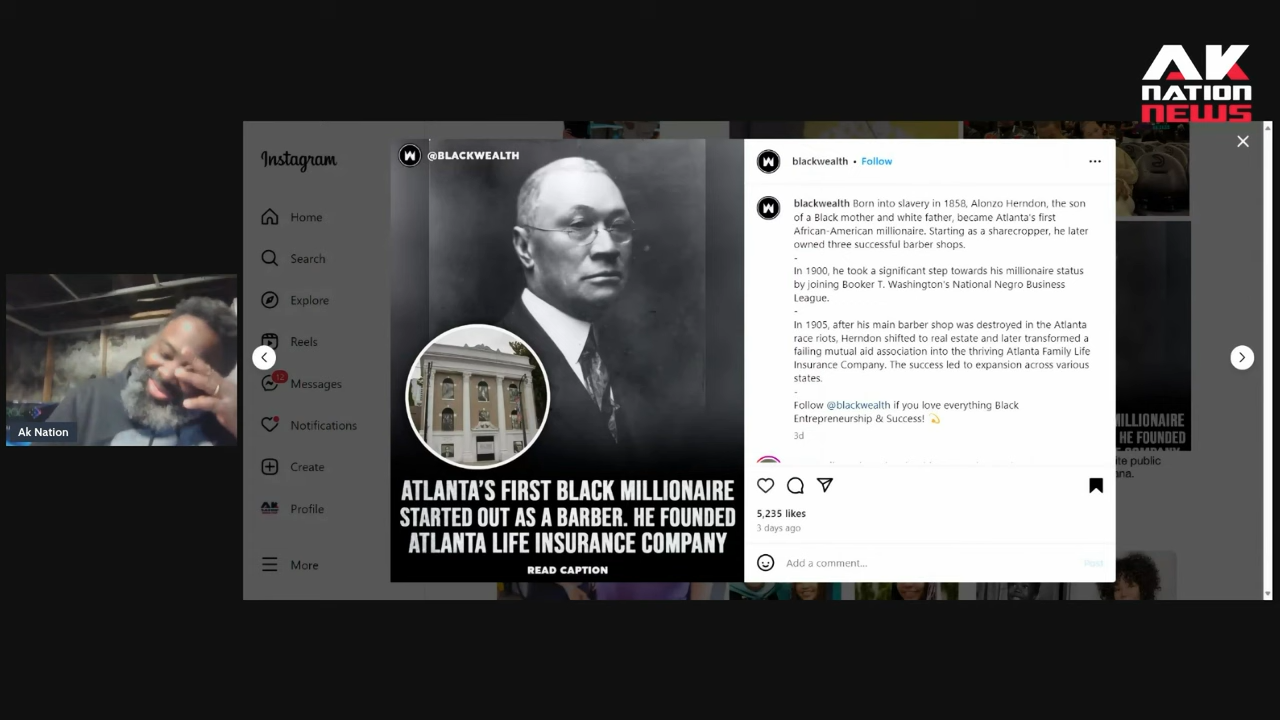 AK
NATION
NEWS
Instagram
Home
Search
Explore
Reels
12
Messages
Notifications
Create
Profile
More
Ak Nation
W @BLACKWEALTH
ATLANTA'S FIRST BLACK MILLIONAIRE
STARTED OUT AS A BARBER. HE FOUNDED
ATLANTA LIFE INSURANCE COMPANY
READ CAPTION
W blackwealth • Follow
W blackwealth Born into slavery in 1858, Alonzo Herndon, the son
of a Black mother and white father, became Atlanta's first
African-American millionaire. Starting as a sharecropper, he later
owned three successful barber shops.
-
In 1900, he took a significant step towards his millionaire status
by joining Booker T. Washington's National Negro Business
League.
-
In 1905, after his main barber shop was destroyed in the Atlanta
race riots, Herndon shifted to real estate and later transformed a
failing mutual aid association into the thriving Atlanta Family Life
Insurance Company. The success led to expansion across various
states.
-
Follow @blackwealth if you love everything Black
Entrepreneurship & Success! 💫
3d
5,235 likes
3 days ago
Add a comment...
Post
MILLIONAIRE
HE FOUNDED
public